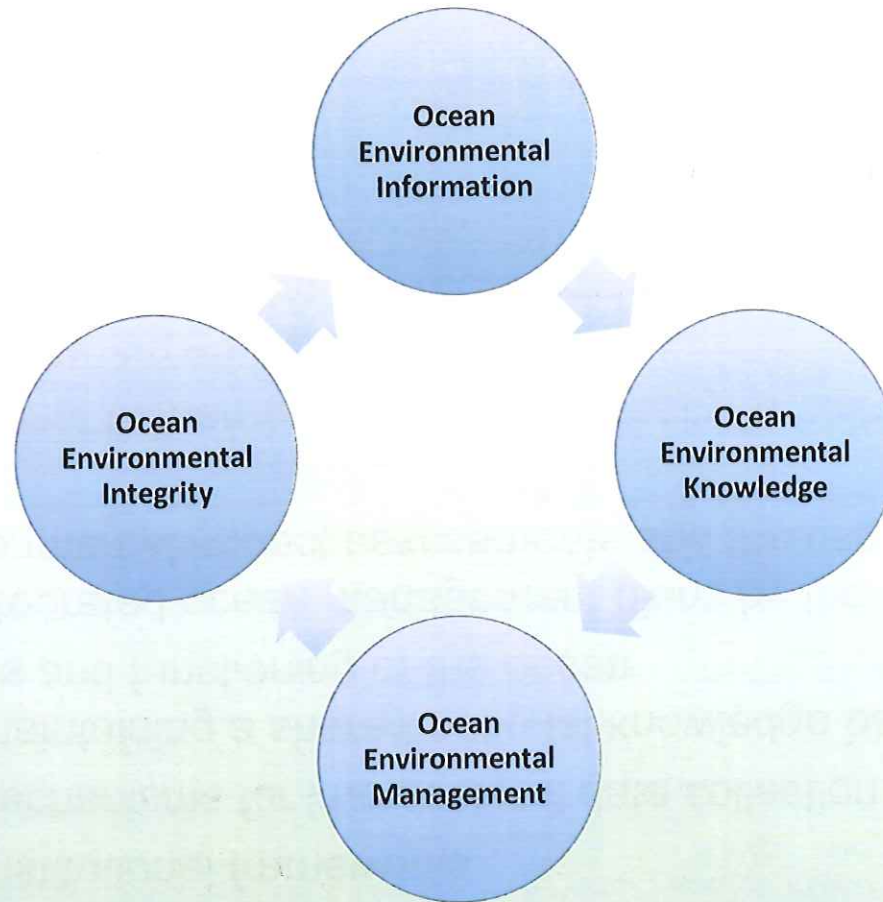 Ocean
Environmental
Information
Ocean
Environmental
Integrity
Ocean
Environmental
Knowledge
Ocean
Environmental
Management